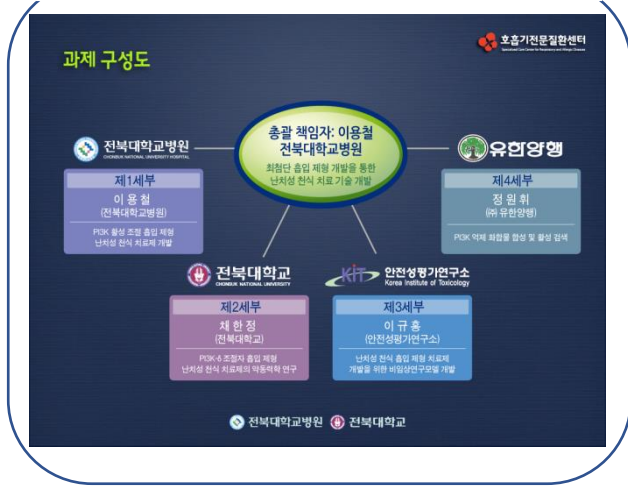 과제 구성도
호흡기전문질환센터
총괄 책임자: 이용철
전북대학교병원
최첨단 흡입 제형 개발을 통한
난치성 천식 치료 기술 개발
전북대학교병원
CHONBUK NATIONAL UNIVERSITY HOSPITAL
제1세부
이 용 철
(전북대학교병원)
PI3K 활성 조절 흡입 제형
난치성 천식 치료제 개발
유한양행
제4세부
정 원 휘
(㈜ 유한양행)
PI3K 억제 화합물 합성 및 활성 검색
전북대학교
CHONBUK NATIONAL UNIVERSITY
제2세부
채 한 정
(전북대학교)
PI3K-δ 조절자 흡입 제형
난치성 천식 치료제의 약동력학 연구
KIT 안전성평가연구소
Korea Institute of Toxicology
제3세부
이 규 홍
(안전성평가연구소)
난치성 천식 흡입 제형 치료제
개발을 위한 비임상연구모델 개발
전북대학교병원 전북대학교